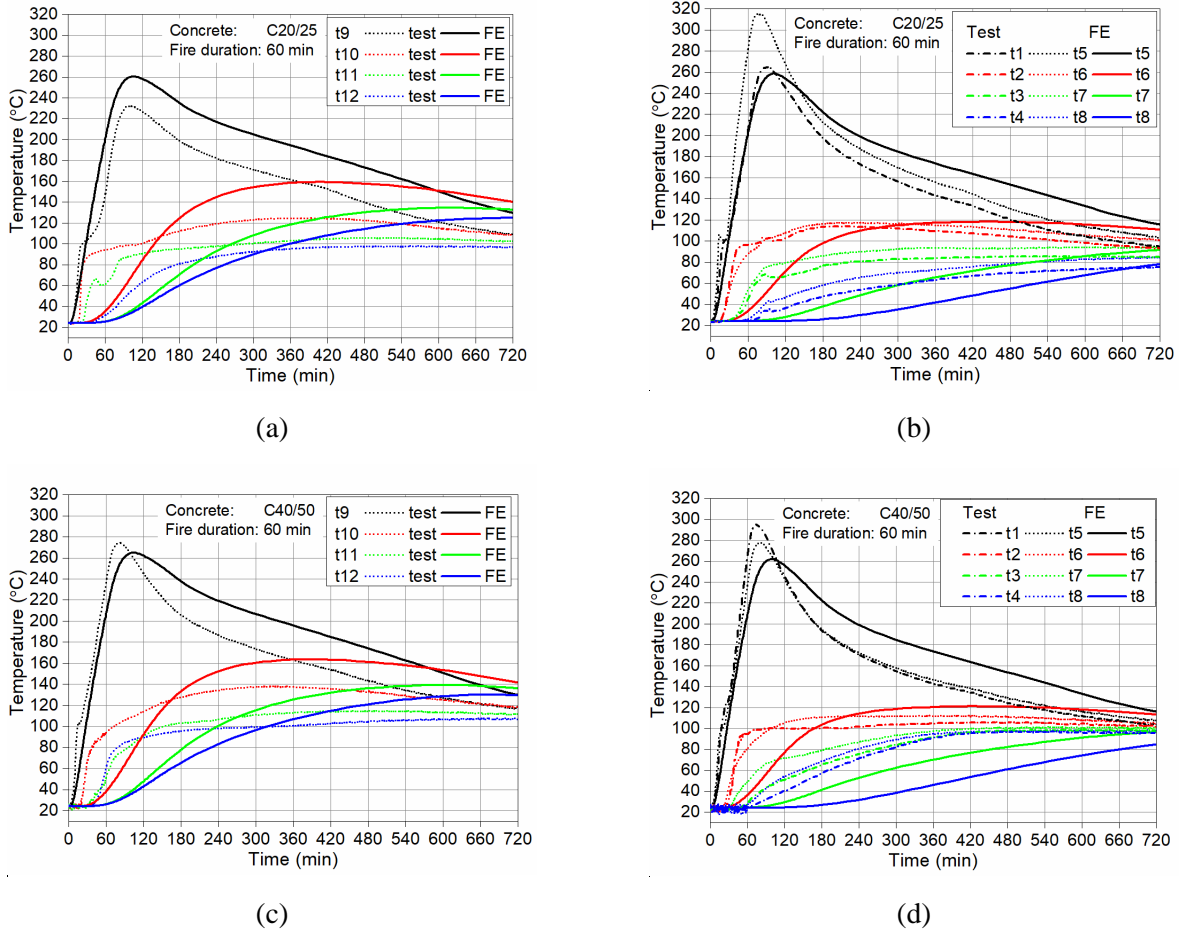 320
300
280
260
240
220
200
180
160
140
120
100
80
60
40
20
Temperature (°C)
Concrete: C20/25
Fire duration: 60 min
t9 test FE
t10 test FE
t11 test FE
t12 test FE
0 60 120 180 240 300 360 420 480 540 600 660 720
Time (min)
(a)
320
300
280
260
240
220
200
180
160
140
120
100
80
60
40
20
Temperature (°C)
Concrete: C20/25
Fire duration: 60 min
Test FE
t1 t5 t5
t2 t6 t6
t3 t7 t7
t4 t8 t8
0 60 120 180 240 300 360 420 480 540 600 660 720
Time (min)
(b)
320
300
280
260
240
220
200
180
160
140
120
100
80
60
40
20
Temperature (°C)
Concrete: C40/50
Fire duration: 60 min
t9 test FE
t10 test FE
t11 test FE
t12 test FE
0 60 120 180 240 300 360 420 480 540 600 660 720
Time (min)
(c)
320
300
280
260
240
220
200
180
160
140
120
100
80
60
40
20
Temperature (°C)
Concrete: C40/50
Fire duration: 60 min
Test FE
t1 t5 t5
t2 t6 t6
t3 t7 t7
t4 t8 t8
0 60 120 180 240 300 360 420 480 540 600 660 720
Time (min)
(d)